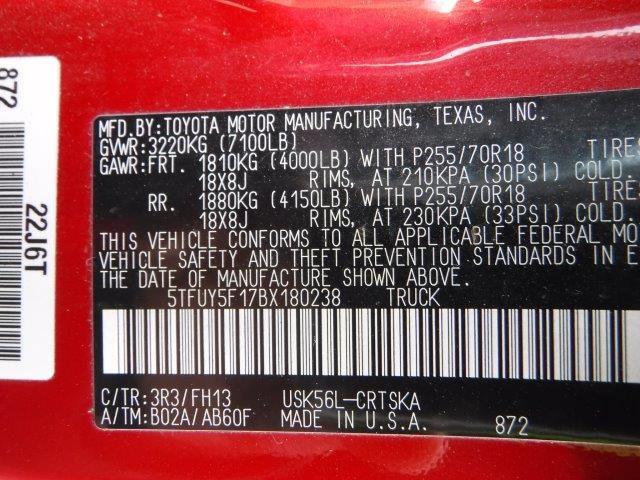 872
22J6T
MFD.BY:TOYOTA MOTOR MANUFACTURING, TEXAS, INC.
GVWR:3220KG (7100LB)
GAWR:FRT. 1810KG (4000LB) WITH P255/70R18 TIRES
18X8J RIMS, AT 210KPA (30PSI) COLD.
RR. 1880KG (4150LB) WITH P255/70R18 TIRES
18X8J RIMS, AT 230KPA (33PSI) COLD.
THIS VEHICLE CONFORMS TO ALL APPLICABLE FEDERAL MO
VEHICLE SAFETY AND THEFT PREVENTION STANDARDS IN E
THE DATE OF MANUFACTURE SHOWN ABOVE.
5TFUY5F17BX180238 TRUCK
C/TR:3R3/FH13 USK56L-CRTSKA
A/TM:B02A/AB60F MADE IN U.S.A. 872